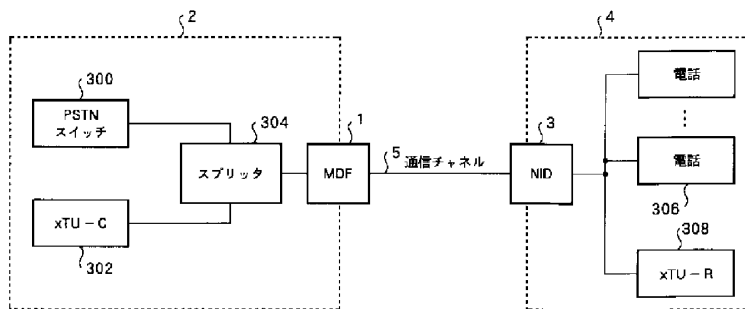 2
4
300
PSTN
スイッチ
304
スプリッタ
1
MDF
5 通信チャネル
3
NID
電話
⋮
電話
306
308
xTU－R
xTU－C
302